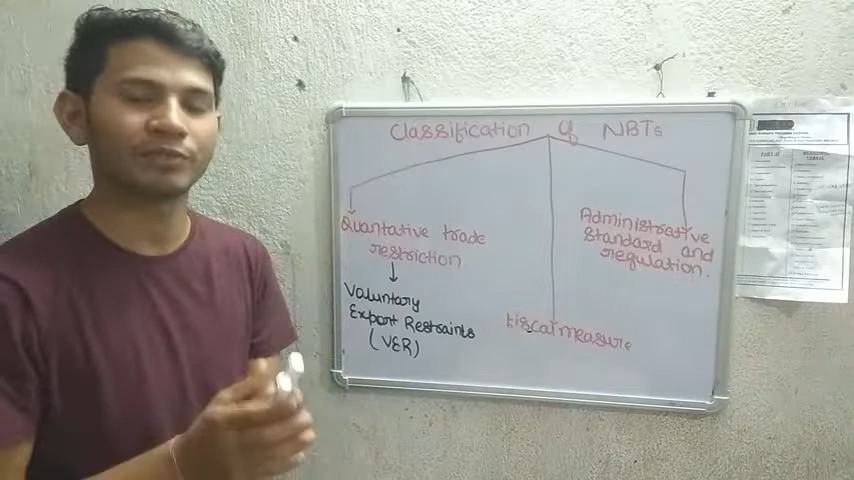 Classification of NBTs
Quantative trade
restriction
Voluntary
Export Restraints
(VER)
Fiscal measure
Administrative
Standard and
regulation.